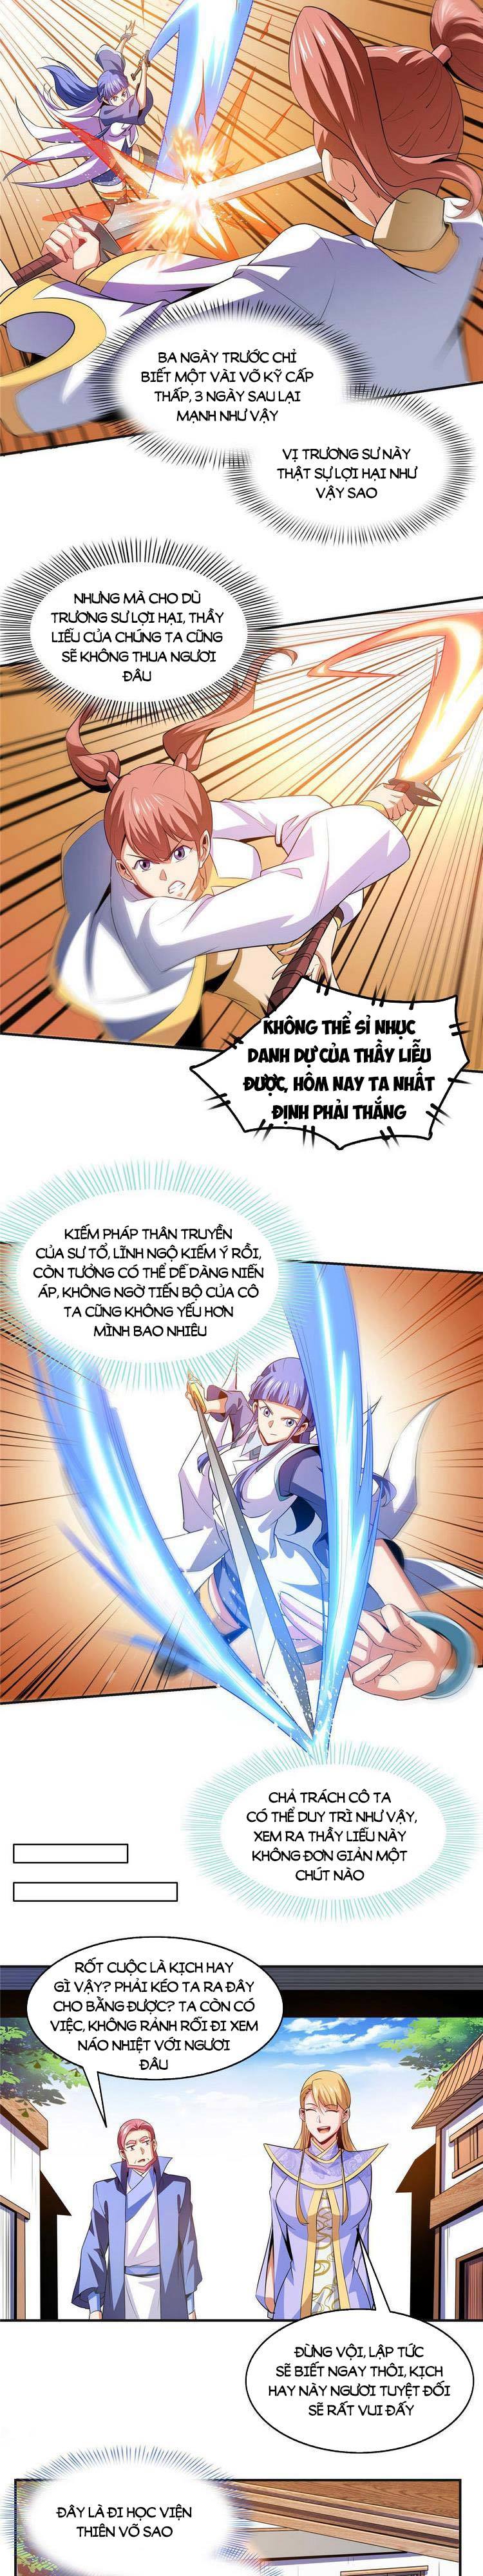 BA NGÀY TRƯỚC CHỈ
BIẾT MỘT VÀI VÕ KỸ CẤP
THẤP, 3 NGÀY SAU LẠI
MẠNH NHƯ VẬY
VỊ TRƯƠNG SƯ NÀY
THẬT SỰ LỢI HẠI NHƯ
VẬY SAO
NHƯNG MÀ CHO DÙ
TRƯƠNG SƯ LỢI HẠI, THẦY
LIỄU CỦA CHÚNG TA CŨNG
SẼ KHÔNG THUA NGƯƠI
ĐÂU
KHÔNG THỂ SỈ NHỤC
DANH DỰ CỦA THẦY LIỄU
ĐƯỢC, HÔM NAY TA NHẤT
ĐỊNH PHẢI THẮNG
KIẾM PHÁP THÂN TRUYỀN
CỦA SƯ TỔ, LĨNH NGỘ KIẾM Ý RỒI,
CÒN TƯỞNG CÓ THỂ DỄ DÀNG NIỀN
ÁP, KHÔNG NGỜ TIẾN BỘ CỦA CÔ
TA CŨNG KHÔNG YẾU HƠN
MÌNH BAO NHIÊU
CHẢ TRÁCH CÔ TA
CÓ THỂ DUY TRÌ NHƯ VẬY,
XEM RA THẦY LIỄU NÀY
KHÔNG ĐƠN GIẢN MỘT
CHÚT NÀO
RỐT CUỘC LÀ KỊCH HAY
GÌ VẬY? PHẢI KÉO TA RA ĐÂY
CHO BẰNG ĐƯỢC? TA CÒN CÓ
VIỆC, KHÔNG RẢNH RỖI ĐI XEM
NÁO NHIỆT VỚI NGƯƠI
ĐÂU
ĐỪNG VỘI, LẬP TỨC
SẼ BIẾT NGAY THÔI, KỊCH
HAY NÀY NGƯƠI TUYỆT ĐỐI
SẼ RẤT VUI ĐẤY
ĐÂY LÀ ĐI HỌC VIỆN
THIÊN VÕ SAO